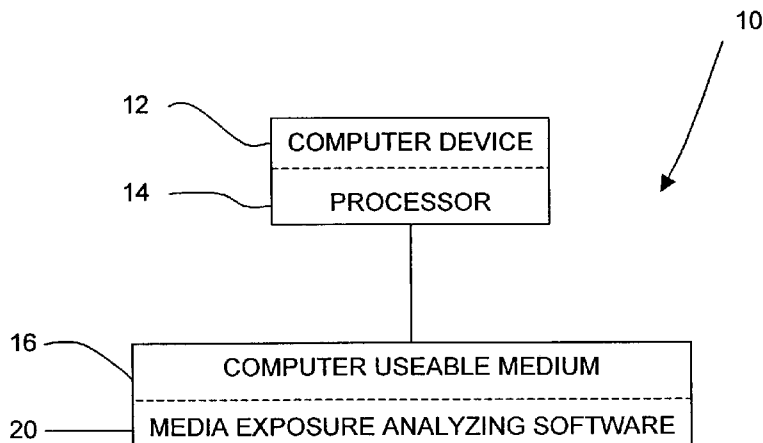 10
12
COMPUTER DEVICE
14
PROCESSOR
16
COMPUTER USEABLE MEDIUM
20
MEDIA EXPOSURE ANALYZING SOFTWARE